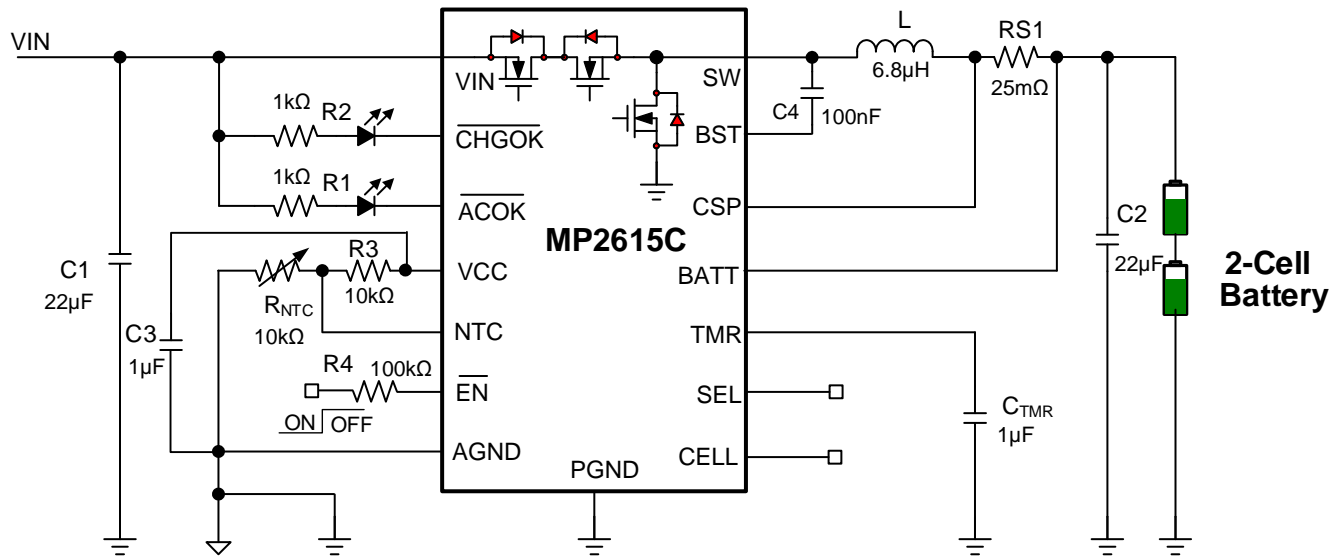 VIN
L
6.8µH
RS1
25mΩ
VIN
SW
1kΩ
R2
CHGOK
C4
100nF
BST
1kΩ
R1
ACOK
CSP
MP2615C
C1
22µF
R3
10kΩ
VCC
BATT
C2
22µF
2-Cell
Battery
RNTC
10kΩ
C3
1µF
NTC
TMR
R4
100kΩ
EN
ON OFF
SEL
CTMR
1µF
AGND
PGND
CELL